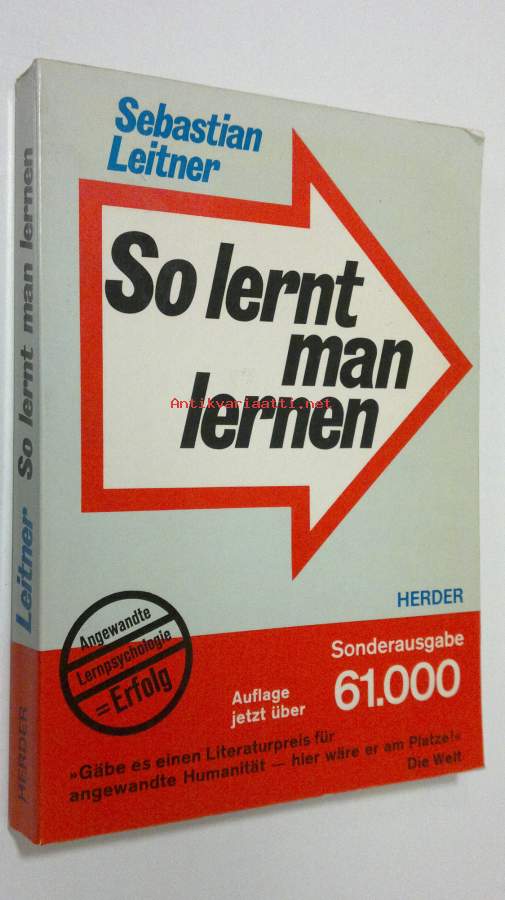 Sebastian
Leitner
So lernt
man
lernen
Antikvariaatti.net
HERDER
Angewandte
Lernpsychologie
= Erfolg
Sonderausgabe
Auflage
jetzt über
61.000
»Gäbe es einen Literaturpreis für
angewandte Humanität — hier wäre er am Platze!«
Die Welt
HERDER Leitner So lernt man lernen